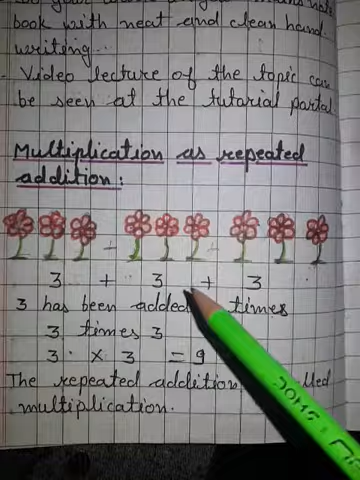 book with neat and clean hand
writing.
- Video lecture of the topic can
be seen at the tutorial portal
Multiplication as repeated
addition:
+ +
3 + 3 + 3
3 has been added times
3 times 3
3 × 3 = 9
The repeated addition
multiplication.
DOMS